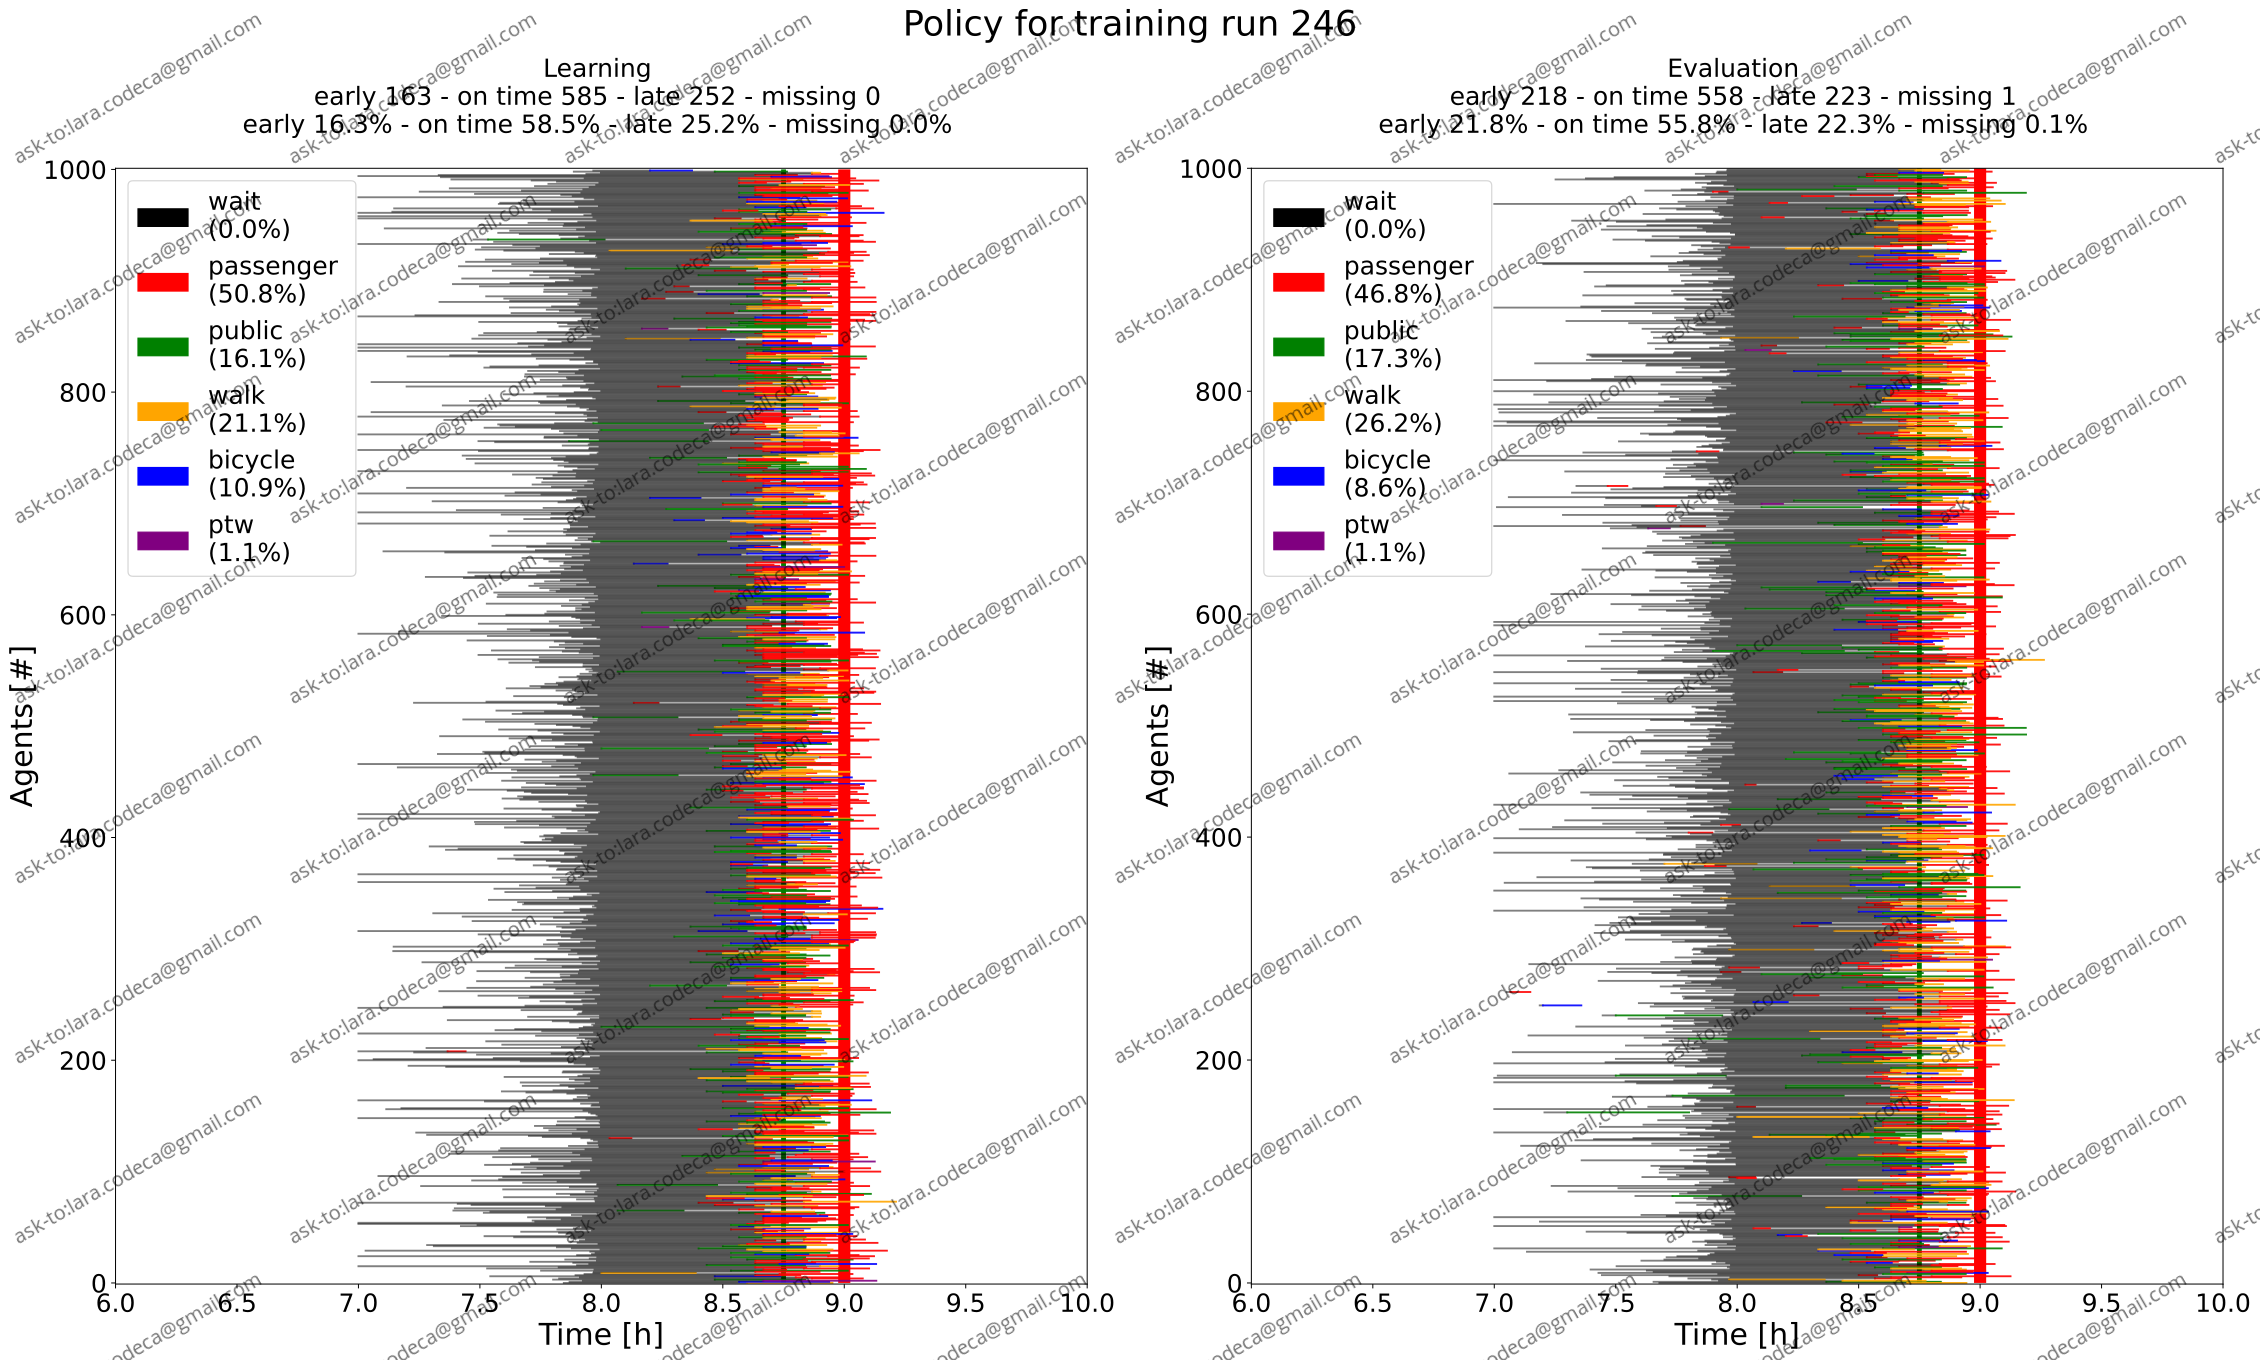 Policy for training run 246
Learning
early 163 - on time 585 - late 252 - missing 0
early 16.3% - on time 58.5% - late 25.2% - missing 0.0%
1000
800
600
400
200
0
Agents [#]
wait
(0.0%)
passenger
(50.8%)
public
(16.1%)
walk
(21.1%)
bicycle
(10.9%)
ptw
(1.1%)
6.0 6.5 7.0 7.5 8.0 8.5 9.0 9.5 10.0
Time [h]
Evaluation
early 218 - on time 558 - late 223 - missing 1
early 21.8% - on time 55.8% - late 22.3% - missing 0.1%
1000
800
600
400
200
0
Agents [#]
wait
(0.0%)
passenger
(46.8%)
public
(17.3%)
walk
(26.2%)
bicycle
(8.6%)
ptw
(1.1%)
6.0 6.5 7.0 7.5 8.0 8.5 9.0 9.5 10.0
Time [h]
ask-to:lara.codeca@gmail.com